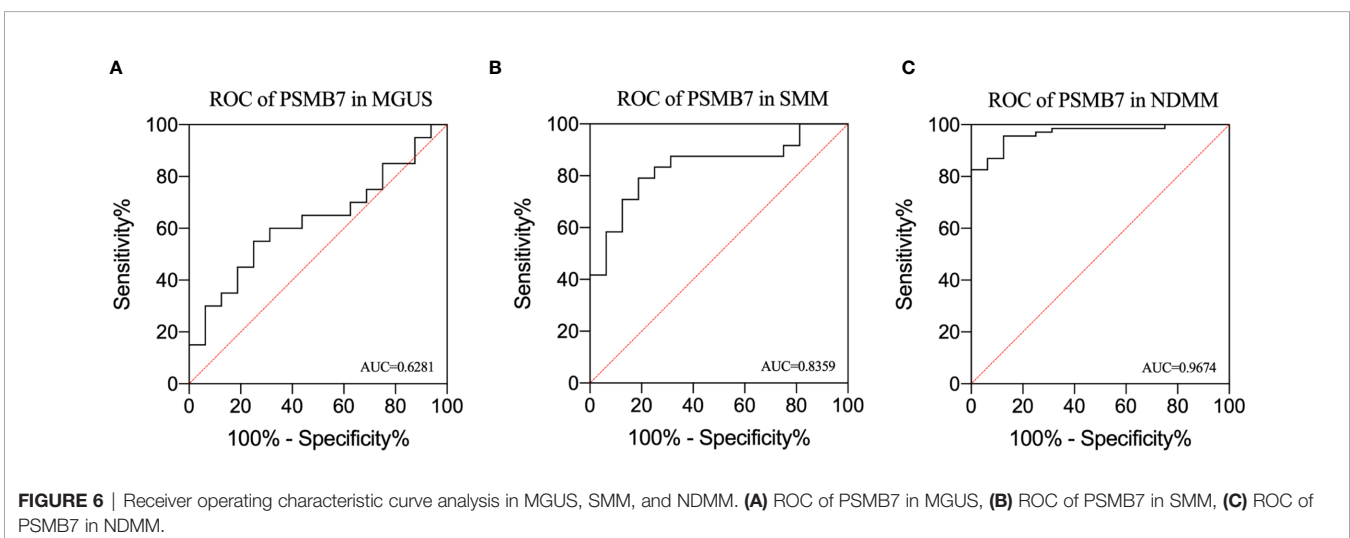 A
B
C
ROC of PSMB7 in MGUS
100
80
60
40
20
0
Sensitivity%
AUC=0.6281
0 20 40 60 80 100
100% - Specificity%
ROC of PSMB7 in SMM
100
80
60
40
20
0
Sensitivity%
AUC=0.8359
0 20 40 60 80 100
100% - Specificity%
ROC of PSMB7 in NDMM
100
80
60
40
20
0
Sensitivity%
AUC=0.9674
0 20 40 60 80 100
100% - Specificity%
FIGURE 6 | Receiver operating characteristic curve analysis in MGUS, SMM, and NDMM. (A) ROC of PSMB7 in MGUS, (B) ROC of PSMB7 in SMM, (C) ROC of
PSMB7 in NDMM.